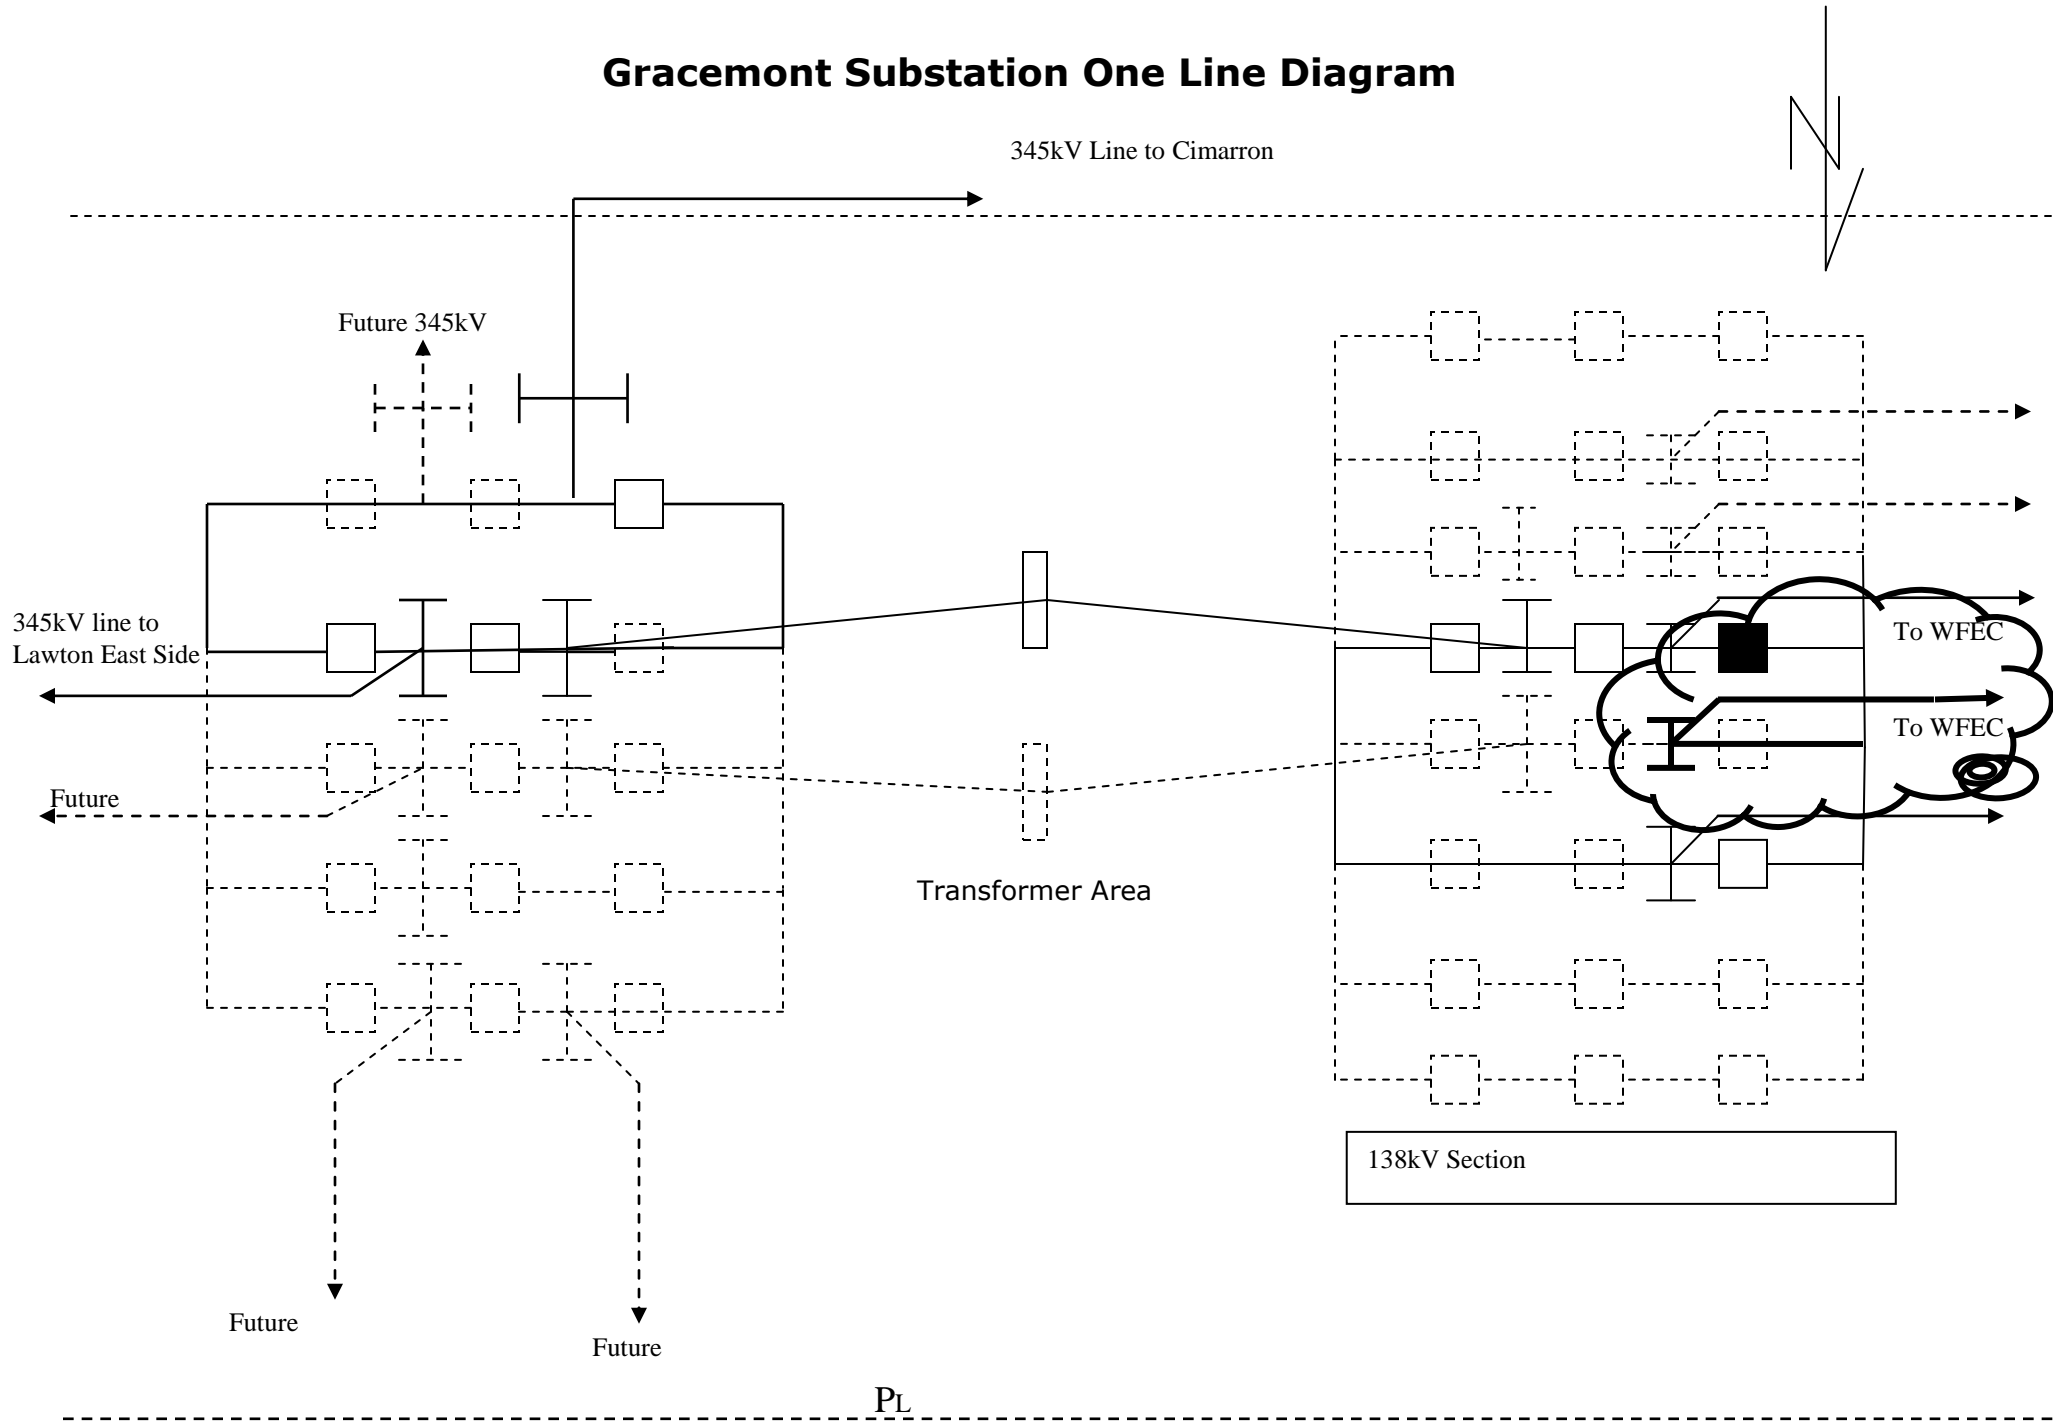 Gracemont Substation One Line Diagram
N
345kV Line to Cimarron
Future 345kV
345kV line to
Lawton East Side
To WFEC
To WFEC
Future
Transformer Area
138kV Section
Future
Future
PL